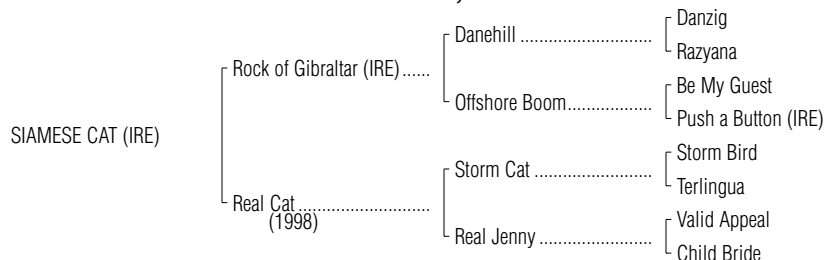 Danzig
Danehill ................................
Razyana
Rock of Gibraltar (IRE) ......
Be My Guest
Offshore Boom.....................
Push a Button (IRE)
SIAMESE CAT (IRE)
Storm Bird
Storm Cat .............................
Terlingua
Real Cat ................................
(1998)
Valid Appeal
Real Jenny ............................
Child Bride